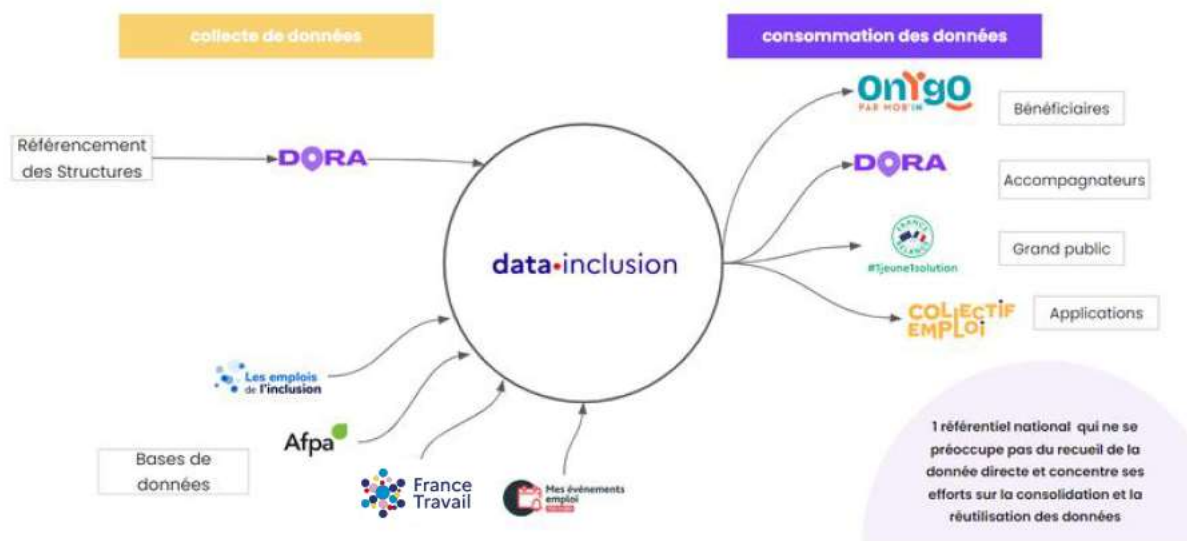 collecte de données
consommation des données
Référencement
des Structures
DORA
data•inclusion
Les emplois
de l'inclusion
Afpa
Bases de
données
France
Travail
Mes événements
emploi
OnYgO
PAR MOB'IN
Bénéficiaires
DORA
Accompagnateurs
FRANCE
RELANCE
#1jeune1solution
Grand public
COLLECTIF
EMPLOI
Applications
1 référentiel national qui ne se
préoccupe pas du recueil de la
donnée directe et concentre ses
efforts sur la consolidation et la
réutilisation des données